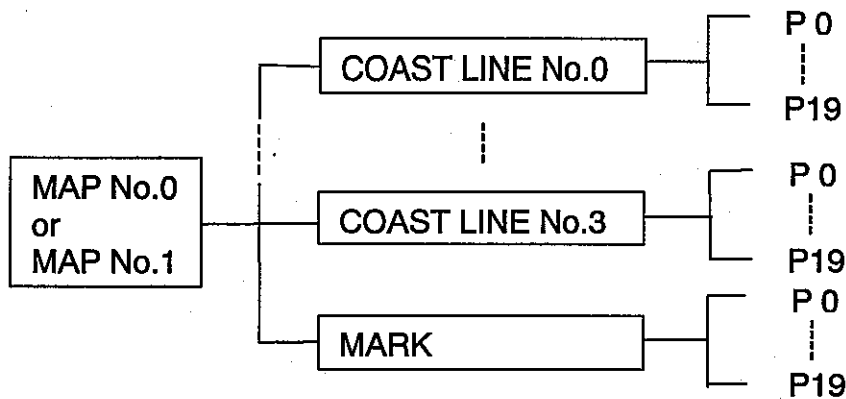 P 0
COAST LINE No.0
P19
MAP No.0
or
MAP No.1
P 0
COAST LINE No.3
P19
P 0
MARK
P19